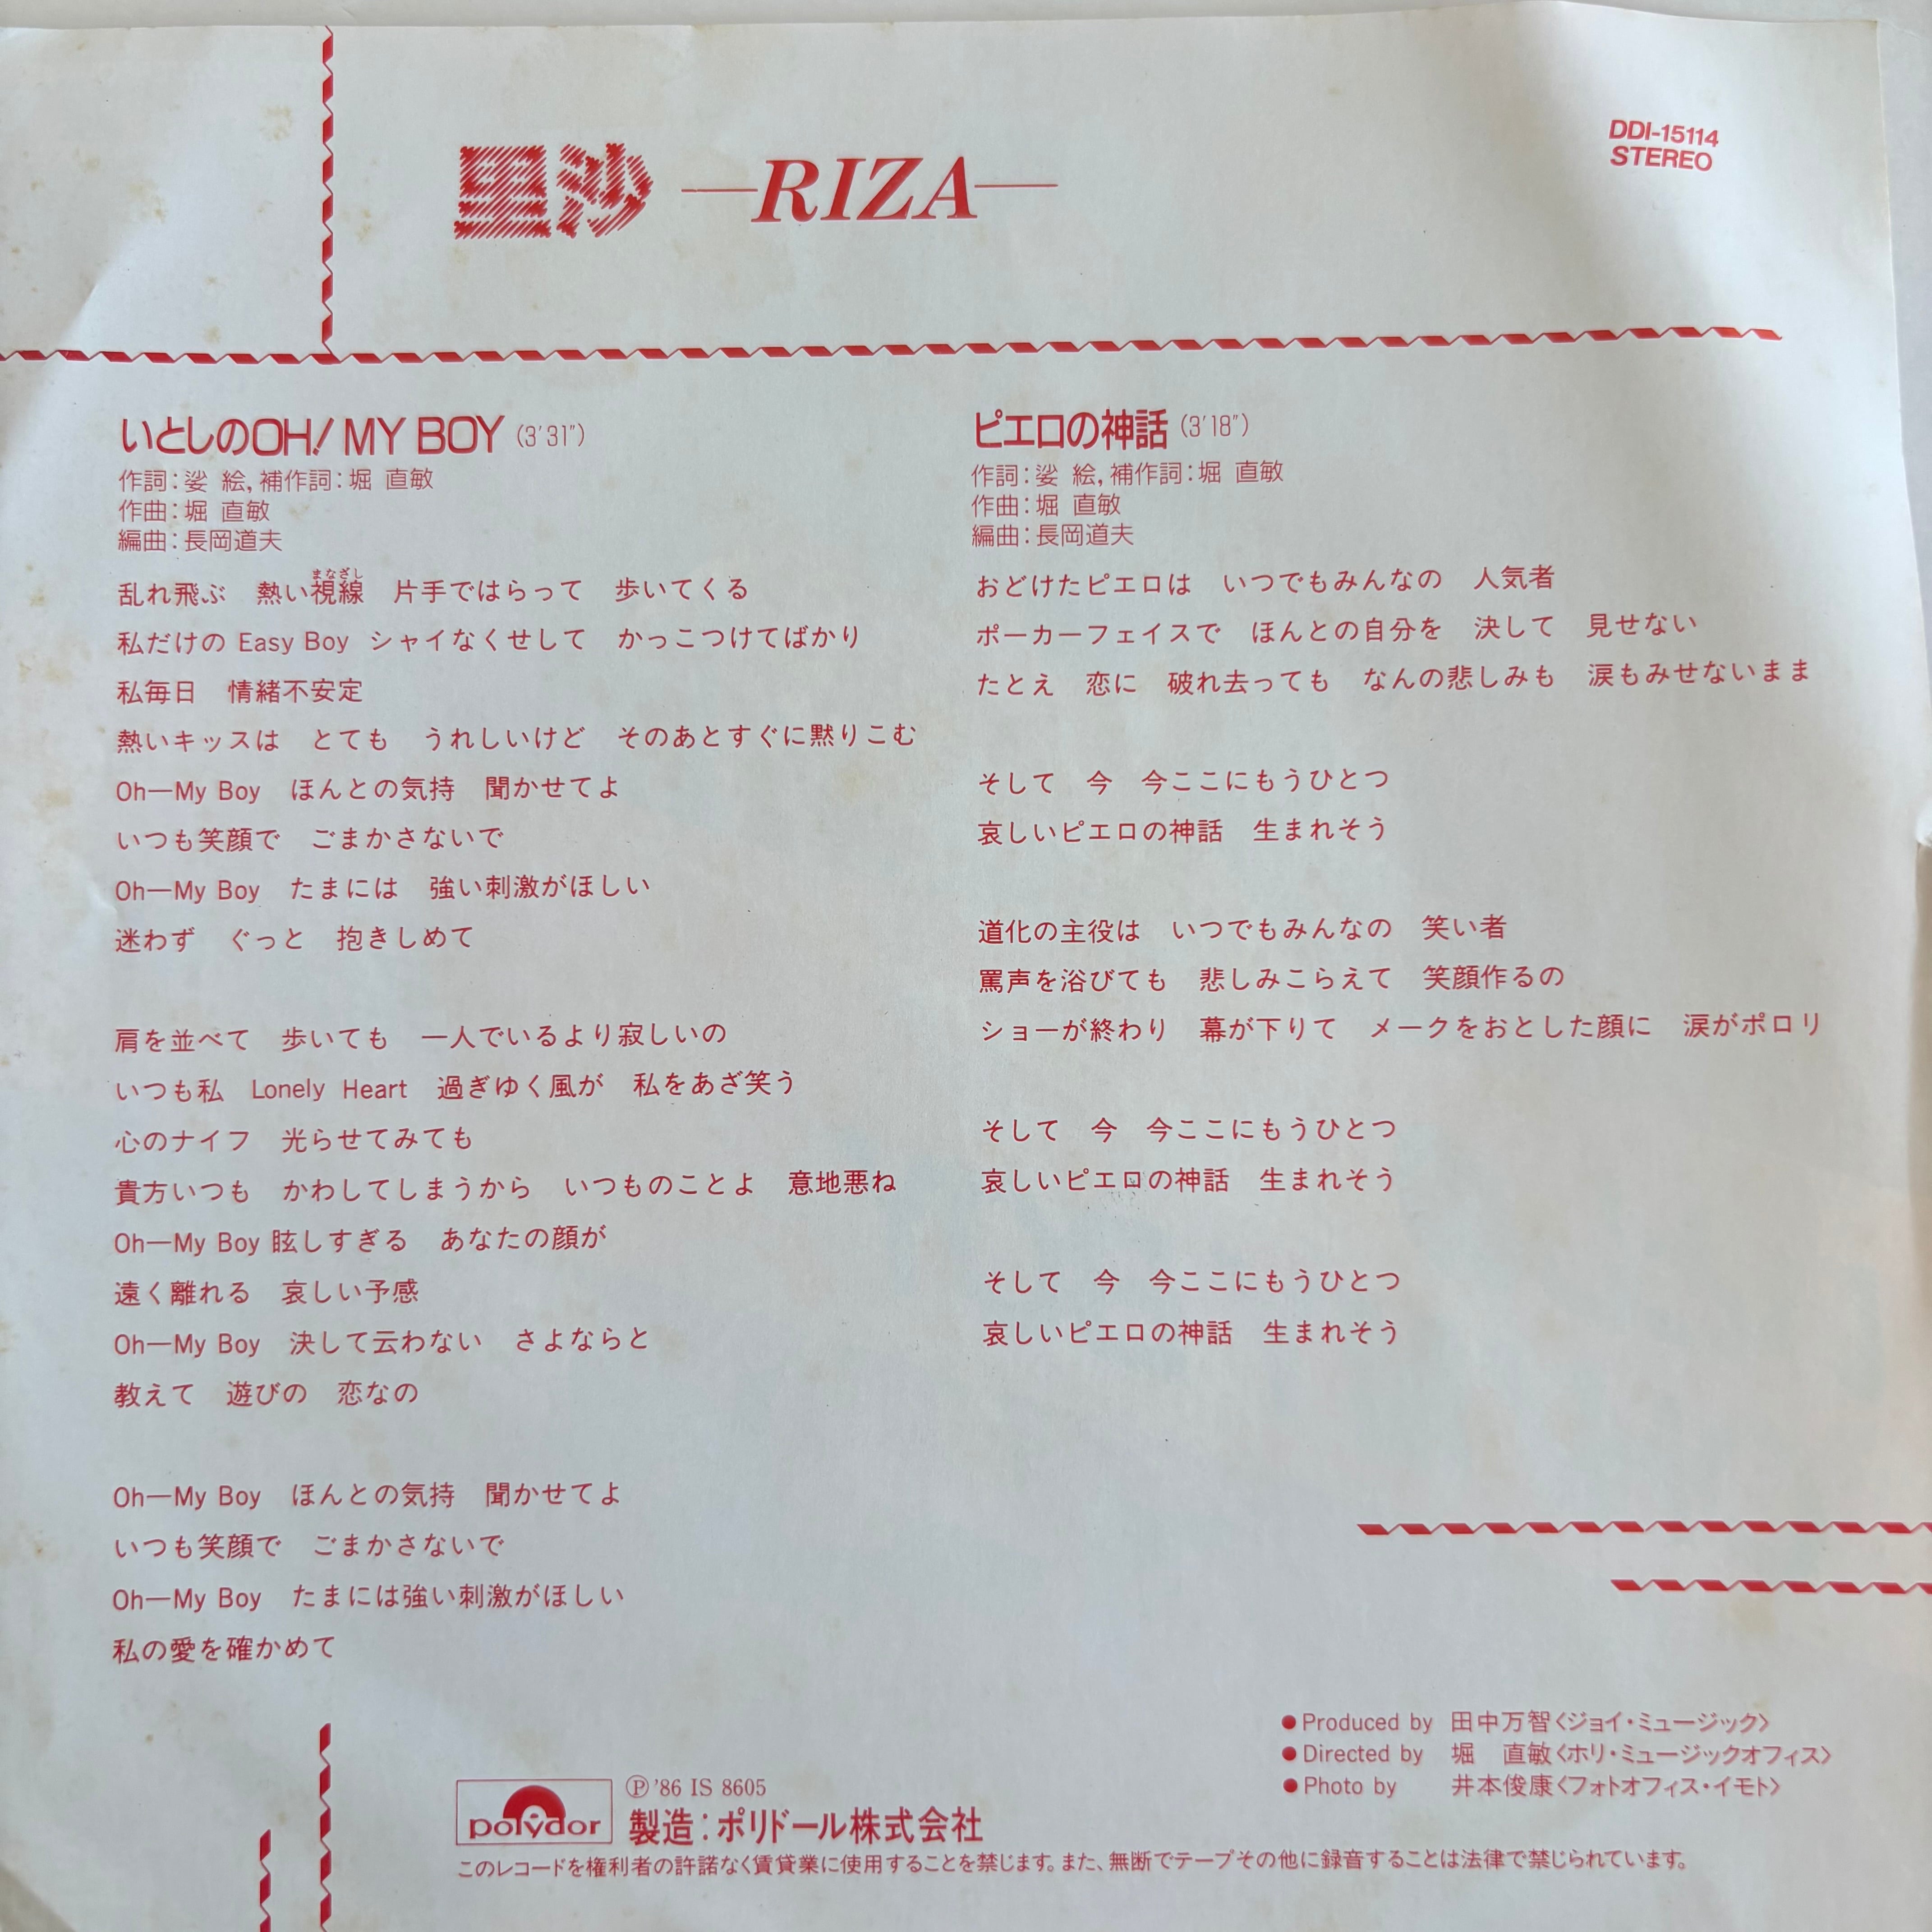 里沙 —RIZA—
DDI-15114
STEREO
いとしのOH! MY BOY (3'31")
作詞:娑 絵, 補作詞:堀 直敏
作曲:堀 直敏
編曲:長岡道夫
まなざし
乱れ飛ぶ 熱い視線 片手ではらって 歩いてくる
私だけの Easy Boy シャイなくせして かっこつけてばかり
私毎日 情緒不安定
熱いキッスは とても うれしいけど そのあとすぐに黙りこむ
Oh—My Boy ほんとの気持 聞かせてよ
いつも笑顔で ごまかさないで
Oh—My Boy たまには 強い刺激がほしい
迷わず ぐっと 抱きしめて
肩を並べて 歩いても 一人でいるより寂しいの
いつも私 Lonely Heart 過ぎゆく風が 私をあざ笑う
心のナイフ 光らせてみても
貴方いつも かわしてしまうから いつものことよ 意地悪ね
Oh—My Boy 眩しすぎる あなたの顔が
遠く離れる 哀しい予感
Oh—My Boy 決して云わない さよならと
教えて 遊びの 恋なの
Oh—My Boy ほんとの気持 聞かせてよ
いつも笑顔で ごまかさないで
Oh—My Boy たまには強い刺激がほしい
私の愛を確かめて
ピエロの神話 (3'18")
作詞:娑 絵, 補作詞:堀 直敏
作曲:堀 直敏
編曲:長岡道夫
おどけたピエロは いつでもみんなの 人気者
ポーカーフェイスで ほんとの自分を 決して 見せない
たとえ 恋に 破れ去っても なんの悲しみも 涙もみせないまま
そして 今 今ここにもうひとつ
哀しいピエロの神話 生まれそう
道化の主役は いつでもみんなの 笑い者
罵声を浴びても 悲しみこらえて 笑顔作るの
ショーが終わり 幕が下りて メークをおとした顔に 涙がポロリ
そして 今 今ここにもうひとつ
哀しいピエロの神話 生まれそう
そして 今 今ここにもうひとつ
哀しいピエロの神話 生まれそう
●Produced by 田中万智〈ジョイ・ミュージック〉
●Directed by 堀 直敏〈ホリ・ミュージックオフィス〉
●Photo by 井本俊康〈フォトオフィス・イモト〉
polydor
Ⓟ '86 IS 8605
製造:ポリドール株式会社
このレコードを権利者の許諾なく賃貸業に使用することを禁じます。また、無断でテープその他に録音することは法律で禁じられています。